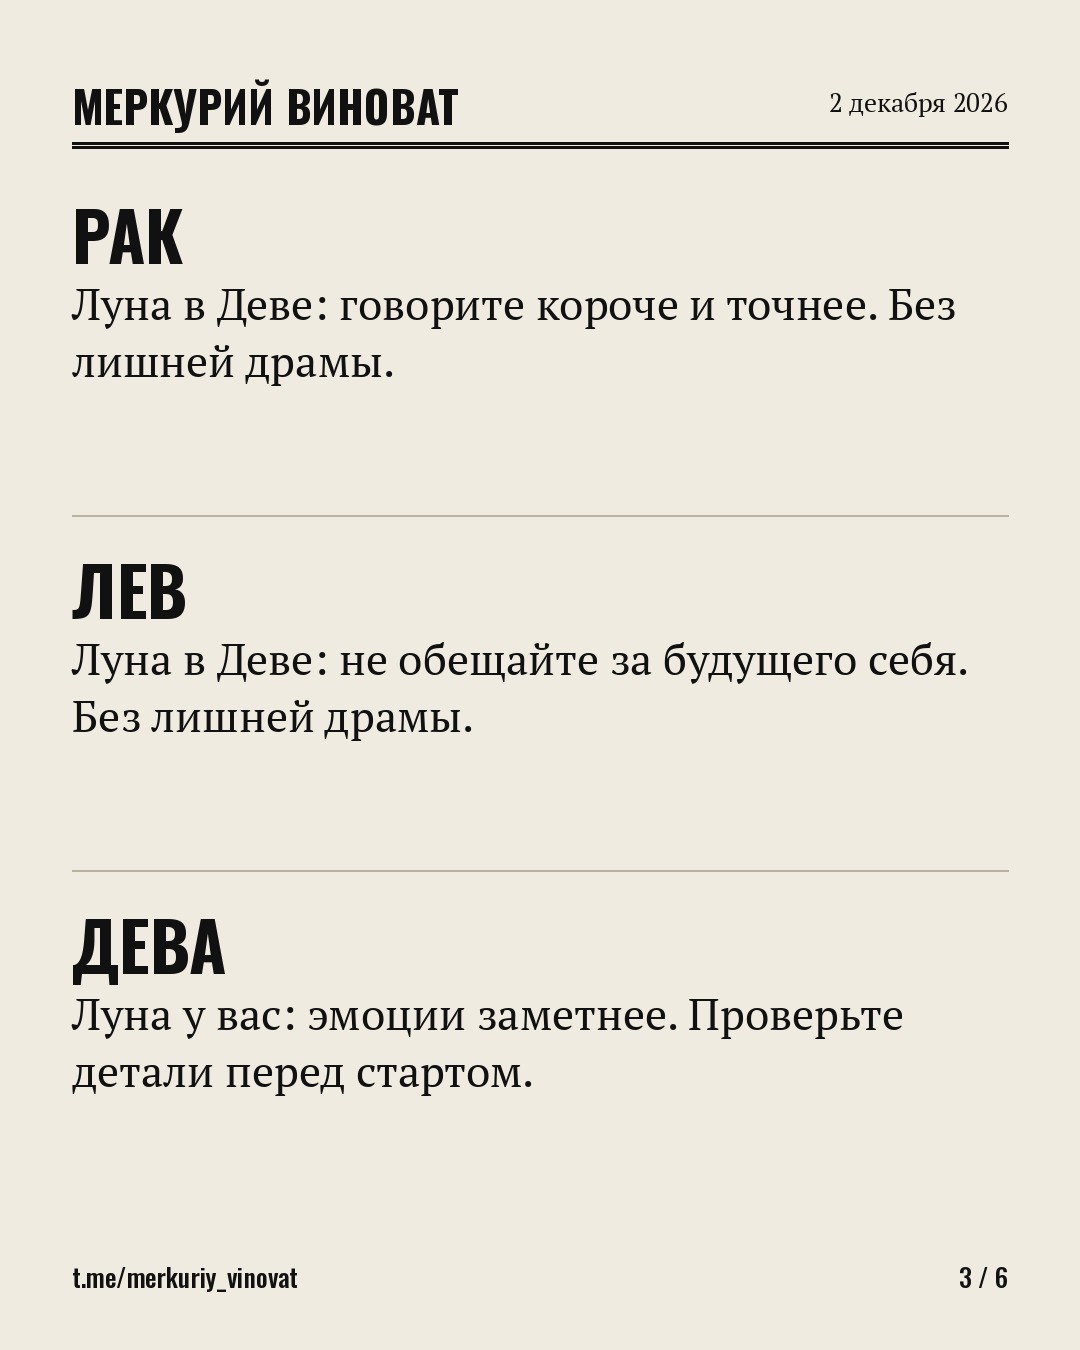 МЕРКУРИЙ ВИНОВАТ
2 декабря 2026
РАК
Луна в Деве: говорите короче и точнее. Без
лишней драмы.
ЛЕВ
Луна в Деве: не обещайте за будущего себя.
Без лишней драмы.
ДЕВА
Луна у вас: эмоции заметнее. Проверьте
детали перед стартом.
t.me/merkuriy_vinovat
3 / 6